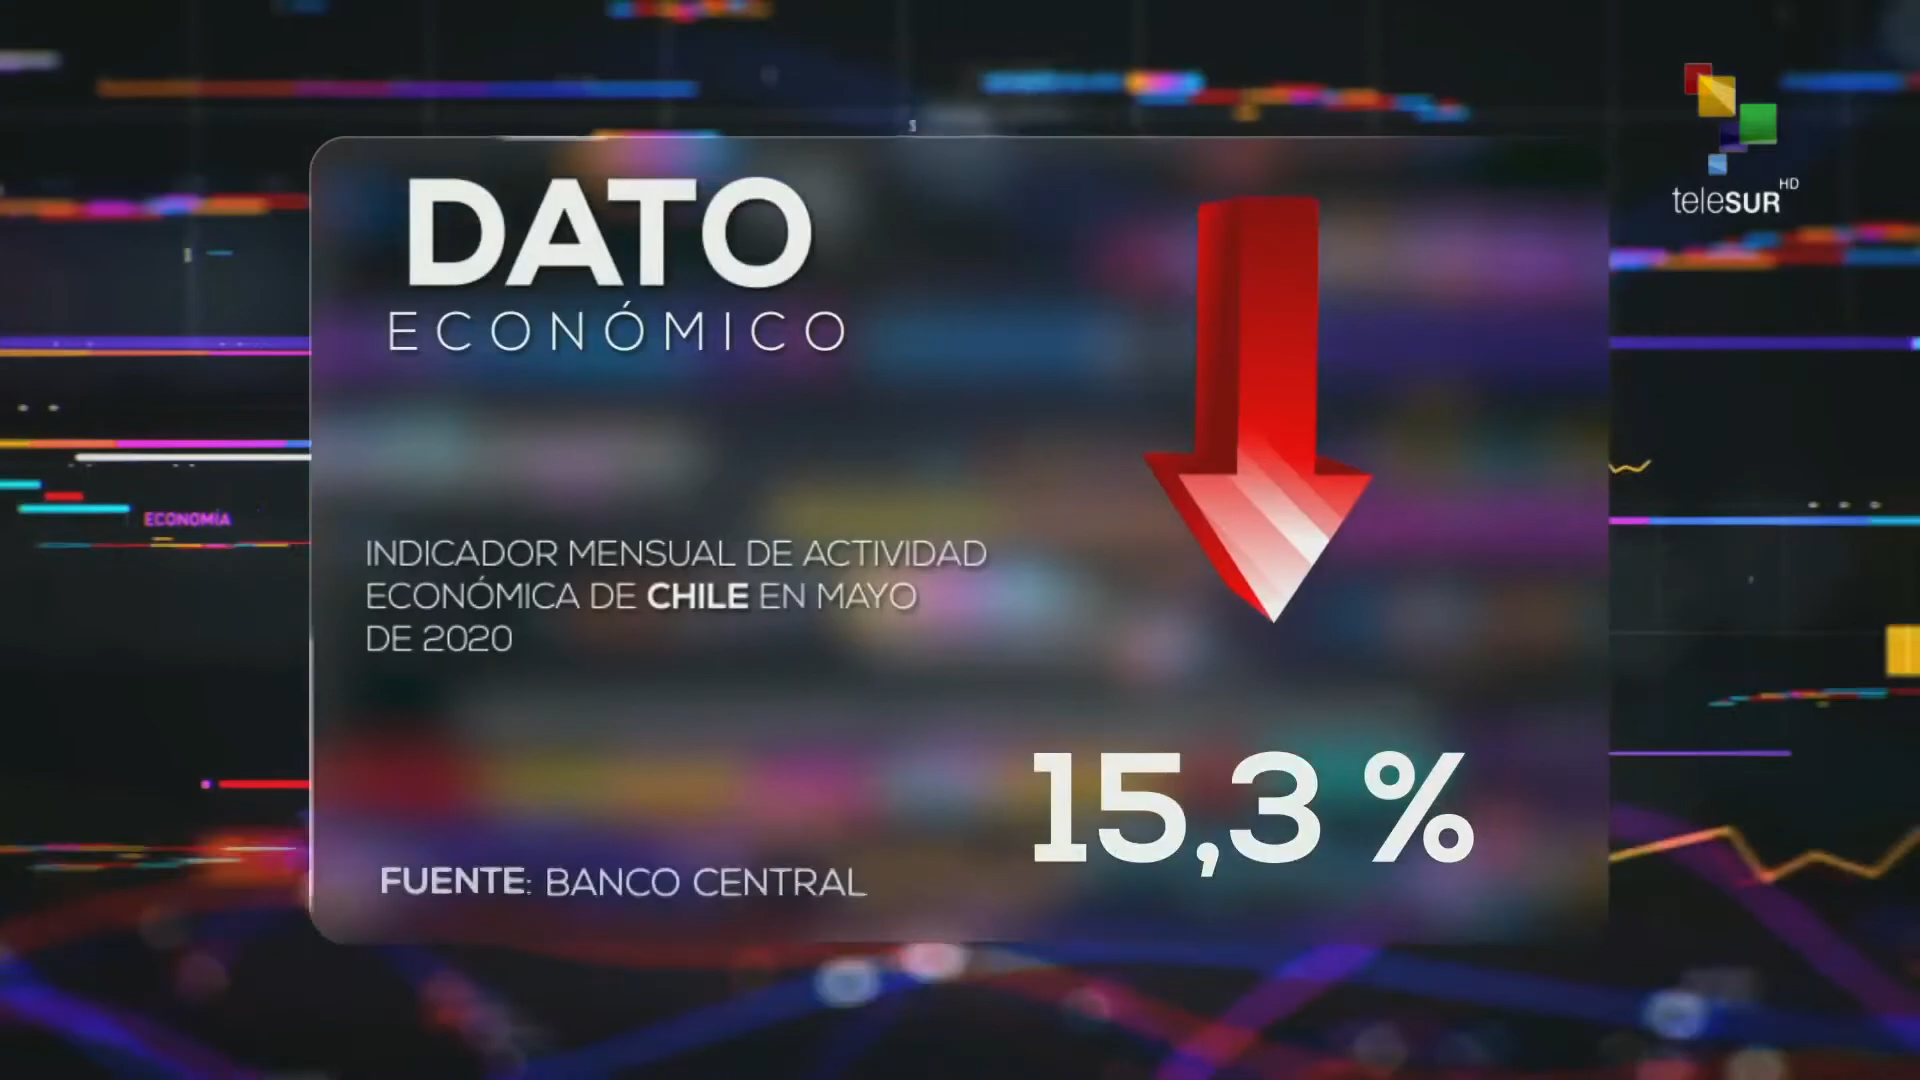 DATO
ECONÓMICO
INDICADOR MENSUAL DE ACTIVIDAD
ECONÓMICA DE CHILE EN MAYO
DE 2020
15,3 %
FUENTE: BANCO CENTRAL
teleSUR HD
ECONOMÍA